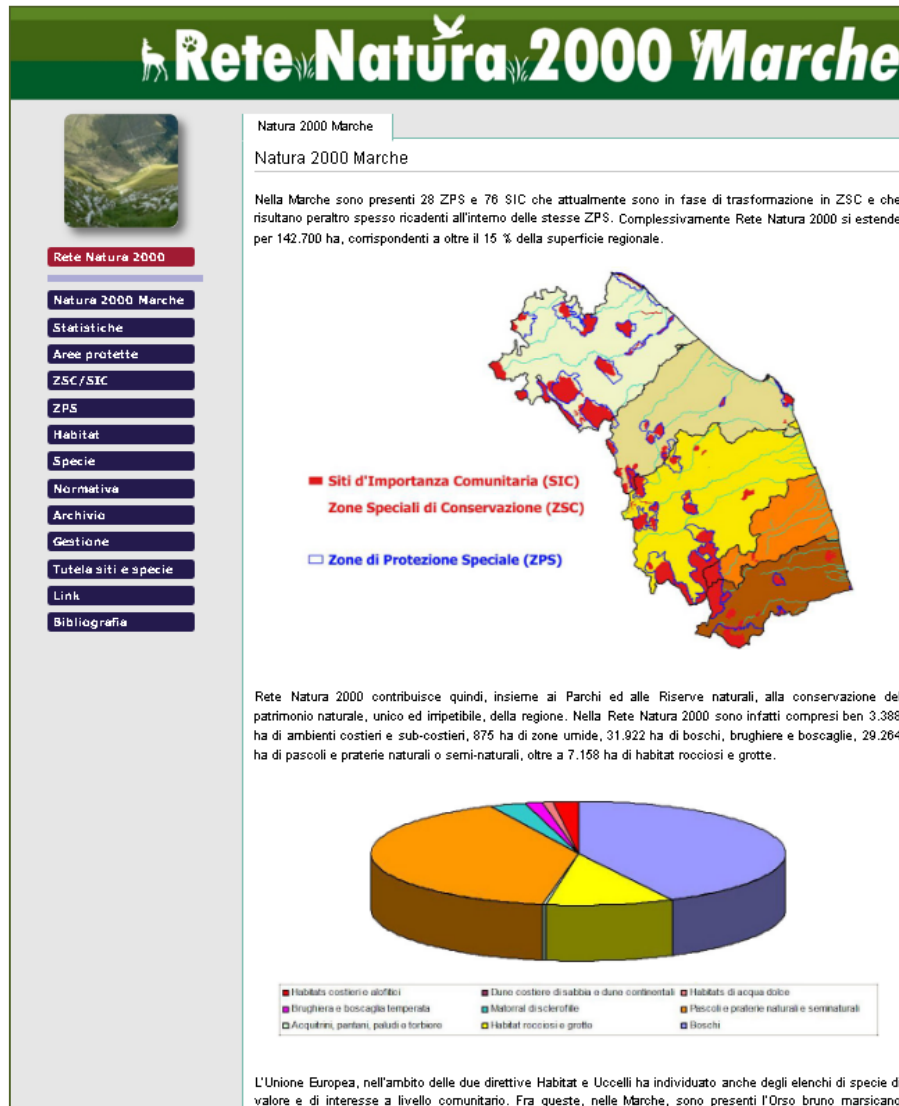 Rete Natura 2000 Marche
Natura 2000 Marche
Natura 2000 Marche
Nella Marche sono presenti 28 ZPS e 76 SIC che attualmente sono in fase di trasformazione in ZSC e che
risultano peraltro spesso ricadenti all'interno delle stesse ZPS. Complessivamente Rete Natura 2000 si estende
per 142.700 ha, corrispondenti a oltre il 15 % della superficie regionale.
Rete Natura 2000
Natura 2000 Marche
Statistiche
Aree protette
ZSC/SIC
ZPS
Habitat
Specie
Normativa
Archivio
Gestione
Tutela siti e specie
Link
Bibliografia
Siti d'Importanza Comunitaria (SIC)
Zone Speciali di Conservazione (ZSC)
Zone di Protezione Speciale (ZPS)
Rete Natura 2000 contribuisce quindi, insieme ai Parchi ed alle Riserve naturali, alla conservazione del
patrimonio naturale, unico ed irripetibile, della regione. Nella Rete Natura 2000 sono infatti compresi ben 3.388
ha di ambienti costieri e sub-costieri, 875 ha di zone umide, 31.922 ha di boschi, brughiere e boscaglie, 29.264
ha di pascoli e praterie naturali o semi-naturali, oltre a 7.158 ha di habitat rocciosi e grotte.
Habitats costieri e alofitici
Dune costiere di sabbia e dune continentali
Habitats di acqua dolce
Brughiera e boscaglia temperata
Matorral di sclerofille
Pascoli e praterie naturali e seminaturali
Acquitrini, pantani, paludi e torbiere
Habitat rocciosi e grotte
Boschi
L'Unione Europea, nell'ambito delle due direttive Habitat e Uccelli ha individuato anche degli elenchi di specie di
valore e di interesse a livello comunitario. Fra queste, nelle Marche, sono presenti l'Orso bruno marsicano